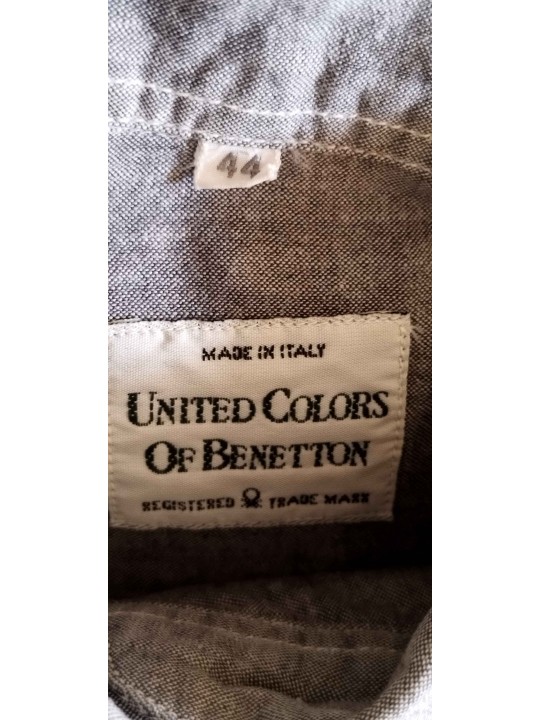 44
MADE IN ITALY
UNITED COLORS
OF BENETTON
REGISTERED TRADE MARK